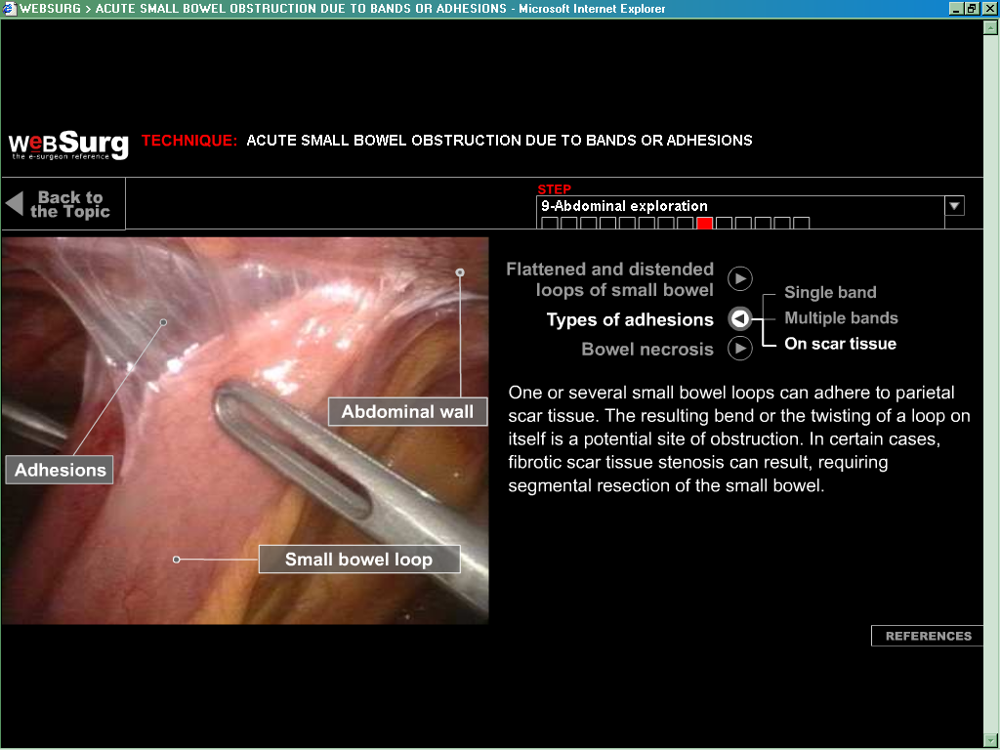 WEBSURG > ACUTE SMALL BOWEL OBSTRUCTION DUE TO BANDS OR ADHESIONS - Microsoft Internet Explorer
WeBSurg
the e-surgeon reference
TECHNIQUE: ACUTE SMALL BOWEL OBSTRUCTION DUE TO BANDS OR ADHESIONS
Back to
the Topic
STEP
9-Abdominal exploration
Flattened and distended
loops of small bowel
Types of adhesions
Bowel necrosis
Single band
Multiple bands
On scar tissue
Abdominal wall
Adhesions
Small bowel loop
One or several small bowel loops can adhere to parietal
scar tissue. The resulting bend or the twisting of a loop on
itself is a potential site of obstruction. In certain cases,
fibrotic scar tissue stenosis can result, requiring
segmental resection of the small bowel.
REFERENCES